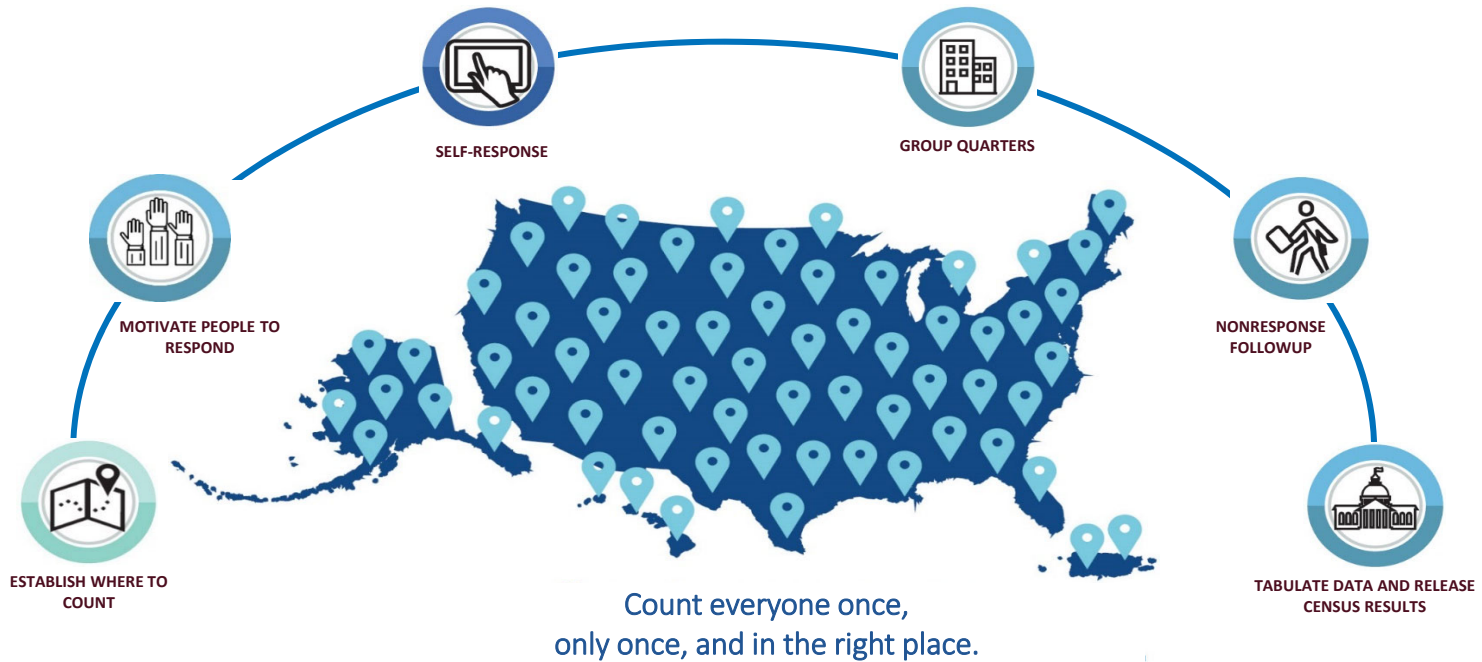 SELF-RESPONSE
GROUP QUARTERS
MOTIVATE PEOPLE TO
RESPOND
NONRESPONSE
FOLLOWUP
ESTABLISH WHERE TO
COUNT
TABULATE DATA AND RELEASE
CENSUS RESULTS
Count everyone once,
only once, and in the right place.